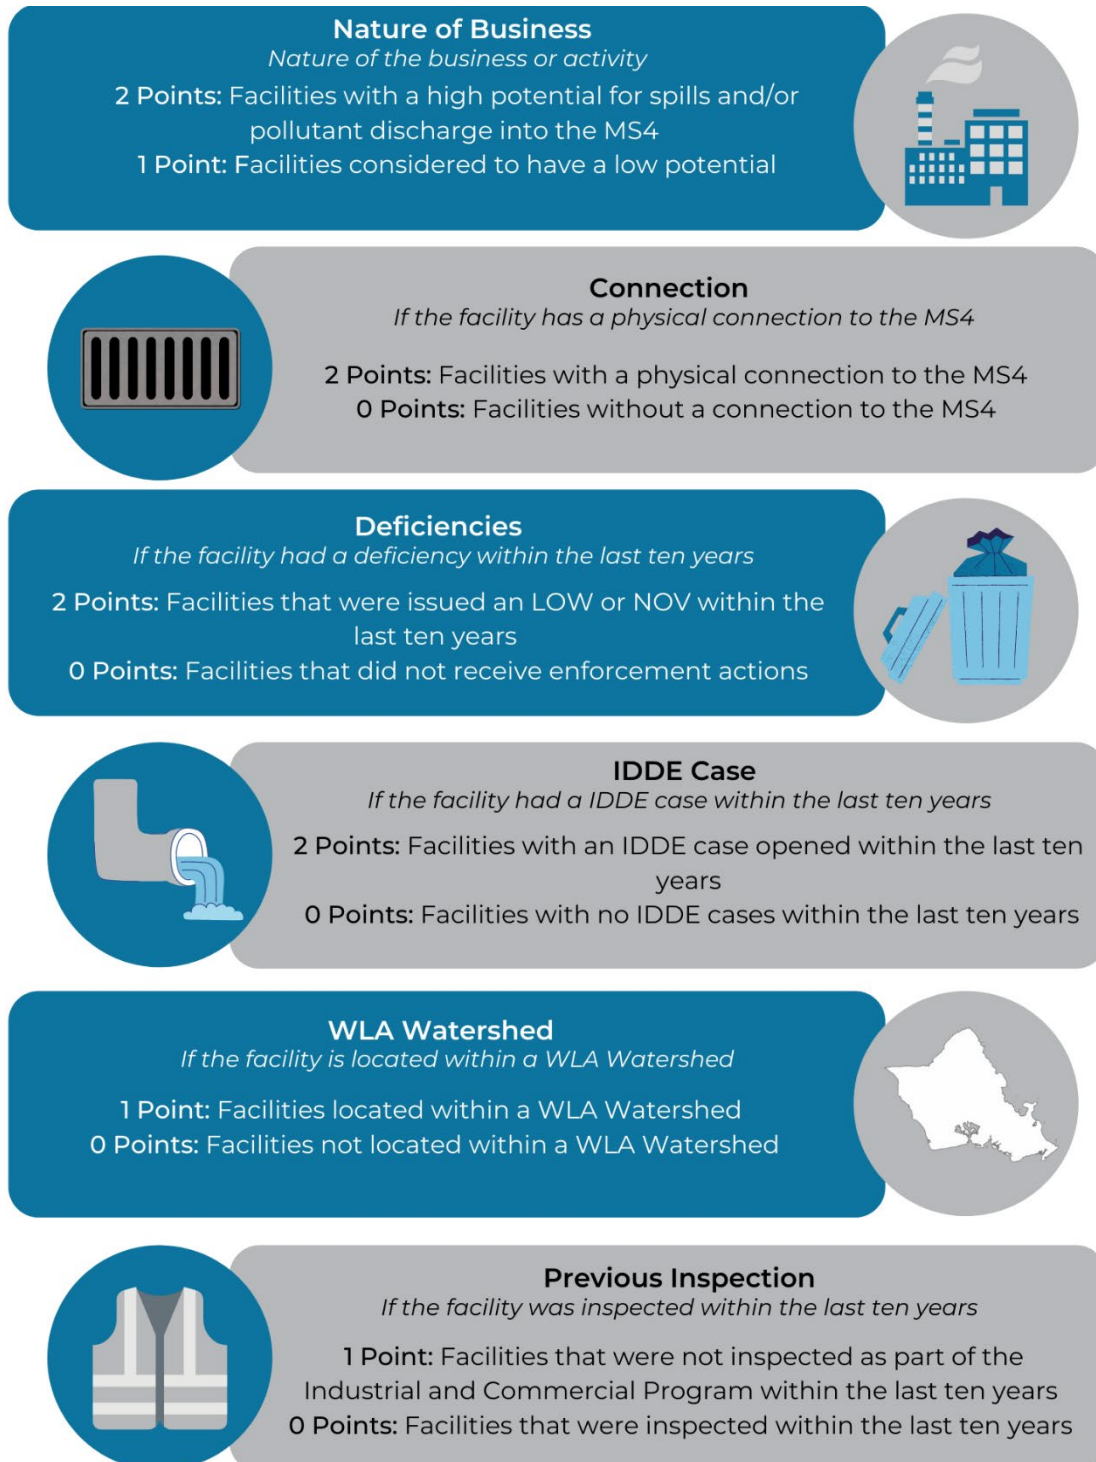 Nature of Business
Nature of the business or activity
2 Points: Facilities with a high potential for spills and/or
pollutant discharge into the MS4
1 Point: Facilities considered to have a low potential
Connection
If the facility has a physical connection to the MS4
2 Points: Facilities with a physical connection to the MS4
0 Points: Facilities without a connection to the MS4
Deficiencies
If the facility had a deficiency within the last ten years
2 Points: Facilities that were issued an LOW or NOV within the
last ten years
0 Points: Facilities that did not receive enforcement actions
IDDE Case
If the facility had a IDDE case within the last ten years
2 Points: Facilities with an IDDE case opened within the last ten
years
0 Points: Facilities with no IDDE cases within the last ten years
WLA Watershed
If the facility is located within a WLA Watershed
1 Point: Facilities located within a WLA Watershed
0 Points: Facilities not located within a WLA Watershed
Previous Inspection
If the facility was inspected within the last ten years
1 Point: Facilities that were not inspected as part of the
Industrial and Commercial Program within the last ten years
0 Points: Facilities that were inspected within the last ten years